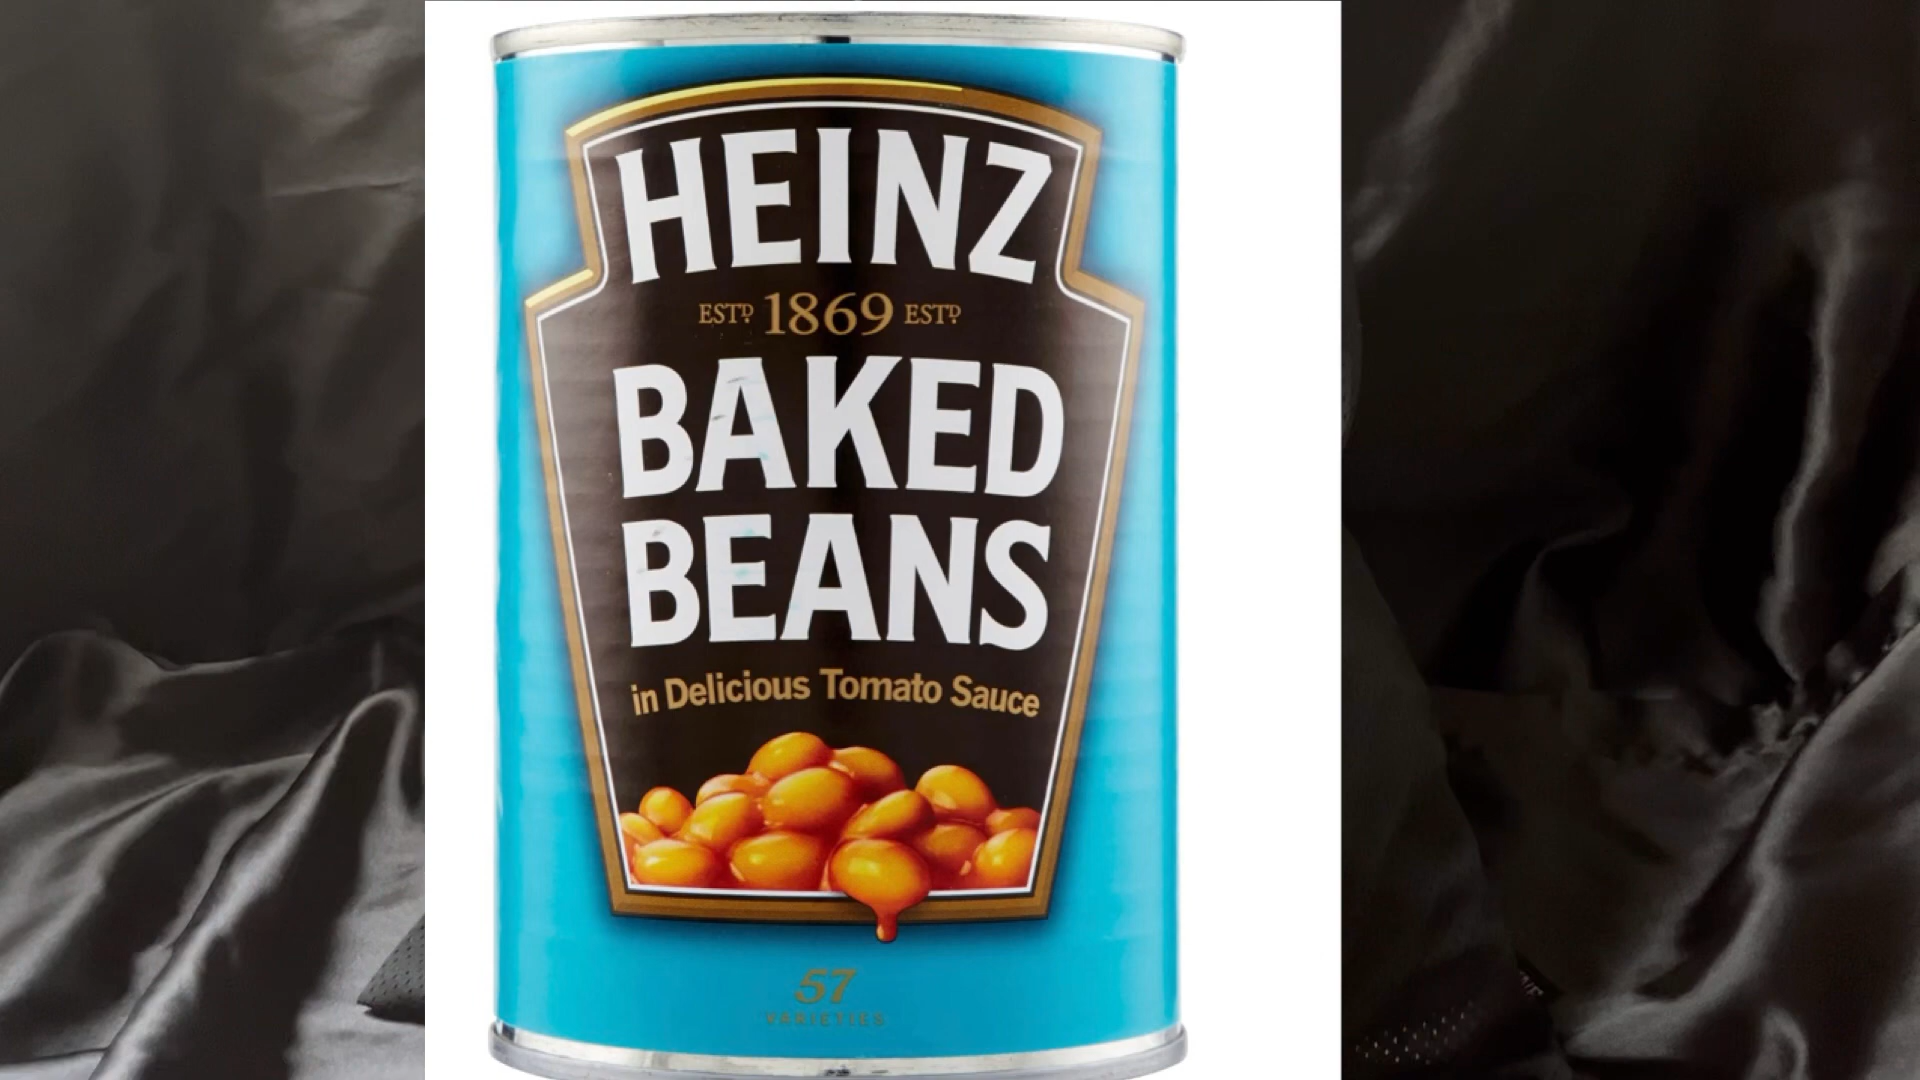 HEINZ
ESTD 1869 ESTD
BAKED
BEANS
in Delicious Tomato Sauce
57
VARIETIES